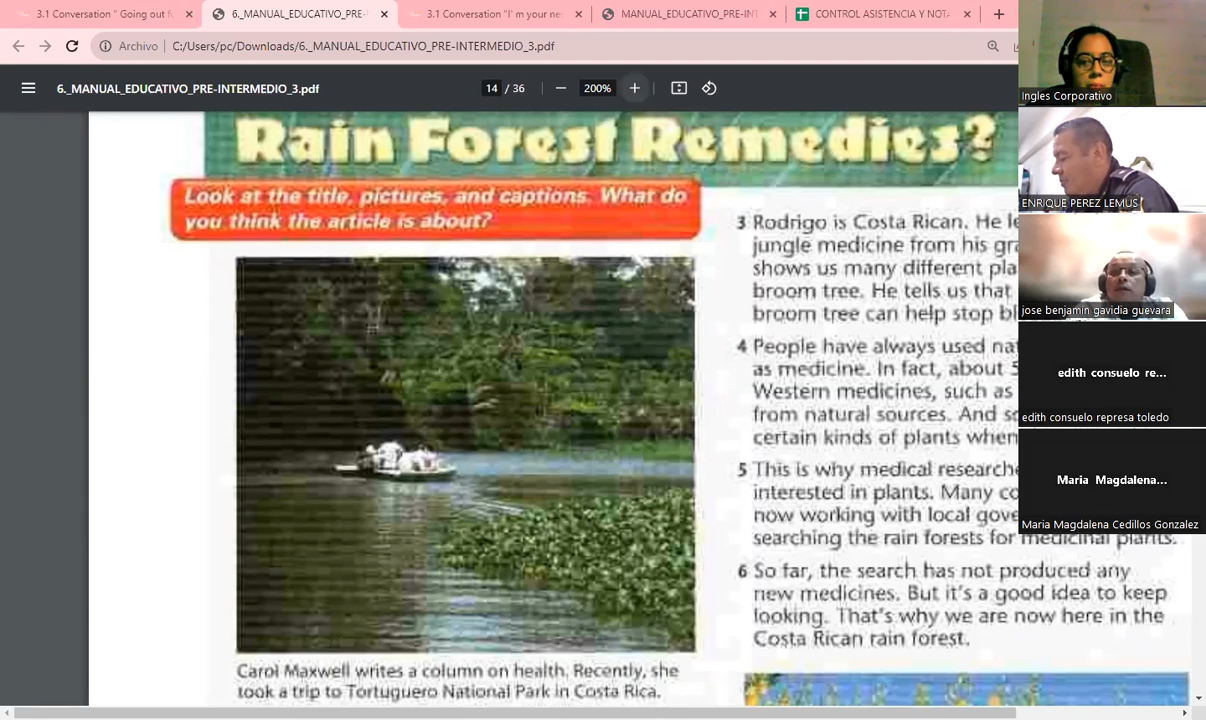 3.1 Conversation " Going out f
6._MANUAL_EDUCATIVO_PRE-
3.1 Conversation "I' m your ne
MANUAL_EDUCATIVO_PRE-INT
CONTROL ASISTENCIA Y NOTA
Archivo
C:/Users/pc/Downloads/6._MANUAL_EDUCATIVO_PRE-INTERMEDIO_3.pdf
6._MANUAL_EDUCATIVO_PRE-INTERMEDIO_3.pdf
14 / 36
200%
Rain Forest Remedies?
Look at the title, pictures, and captions. What do
you think the article is about?
Carol Maxwell writes a column on health. Recently, she
took a trip to Tortuguero National Park in Costa Rica.
3 Rodrigo is Costa Rican. He le
jungle medicine from his gra
shows us many different pla
broom tree. He tells us that
broom tree can help stop bl
4 People have always used nat
as medicine. In fact, about 5
Western medicines, such as
from natural sources. And so
certain kinds of plants when
5 This is why medical researche
interested in plants. Many co
now working with local gove
searching the rain forests for medicinal plants.
6 So far, the search has not produced any
new medicines. But it's a good idea to keep
looking. That's why we are now here in the
Costa Rican rain forest.
Ingles Corporativo
ENRIQUE PEREZ LEMUS
jose benjamin gavidia guevara
edith consuelo re...
edith consuelo represa toledo
Maria Magdalena...
Maria Magdalena Cedillos Gonzalez